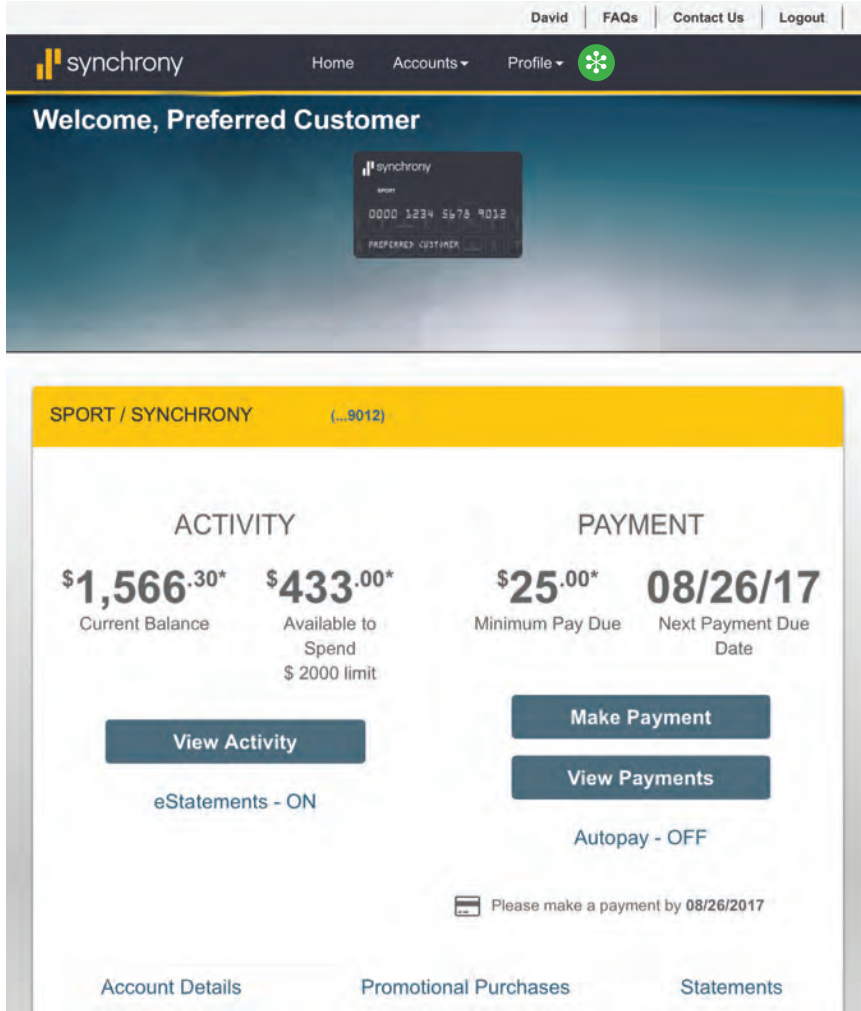 David FAQs Contact Us Logout
synchrony Home Accounts Profile
Welcome, Preferred Customer
synchrony
SPORT
0000 1234 5678 9012
PREFERRED CUSTOMER
SPORT / SYNCHRONY (...9012)
ACTIVITY
$1,566.30*
Current Balance
$433.00*
Available to
Spend
$ 2000 limit
View Activity
eStatements - ON
PAYMENT
$25.00*
Minimum Pay Due
08/26/17
Next Payment Due
Date
Make Payment
View Payments
Autopay - OFF
Please make a payment by 08/26/2017
Account Details Promotional Purchases Statements